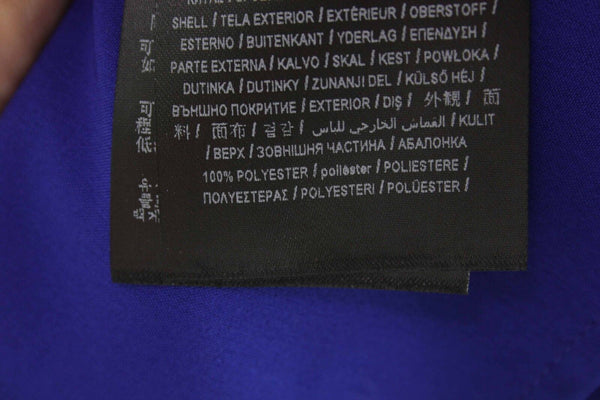 SHELL / TELA EXTERIOR / EXTÉRIEUR / OBERSTOFF /
ESTERNO / BUITENKANT / YDERLAG / ΕΠΕΝΔΥΣΗ /
PARTE EXTERNA / KALVO / SKAL / KEST / POWŁOKA /
DUTINKA / DUTINKY / ZUNANJI DEL / KÜLSŐ HÉJ /
ВЪНШНО ПОКРИТИЕ / EXTERIOR / DIŞ / 外観 / 面
料 / 面布 / 겉감 / القماش الخارجي للباس / KULIT
/ ВЕРХ / ЗОВНІШНЯ ЧАСТИНА / АБАЛОНКА
100% POLYESTER / poliéster / POLIESTERE /
ΠΟΛΥΕΣΤΕΡΑΣ / POLYESTERI / POLÜESTER /